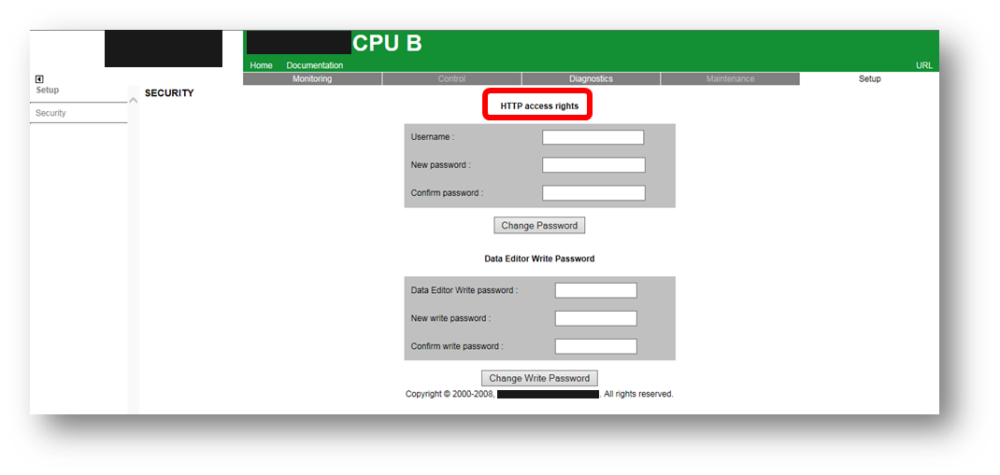 CPU B
Home Documentation URL
Monitoring Control Diagnostics Maintenance Setup
Setup
Security
SECURITY
HTTP access rights
Username :
New password :
Confirm password :
Change Password
Data Editor Write Password
Data Editor Write password :
New write password :
Confirm write password :
Change Write Password
Copyright © 2000-2008, . All rights reserved.